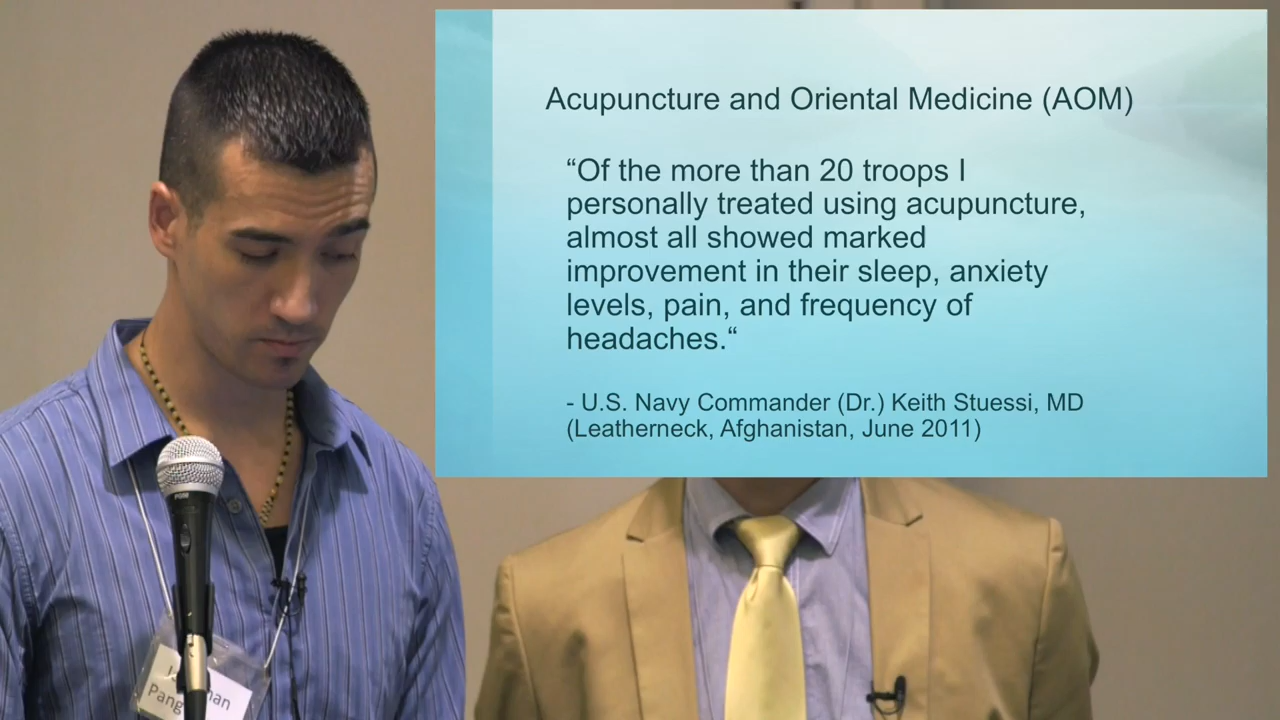 Acupuncture and Oriental Medicine (AOM)
“Of the more than 20 troops I
personally treated using acupuncture,
almost all showed marked
improvement in their sleep, anxiety
levels, pain, and frequency of
headaches.“
- U.S. Navy Commander (Dr.) Keith Stuessi, MD
(Leatherneck, Afghanistan, June 2011)